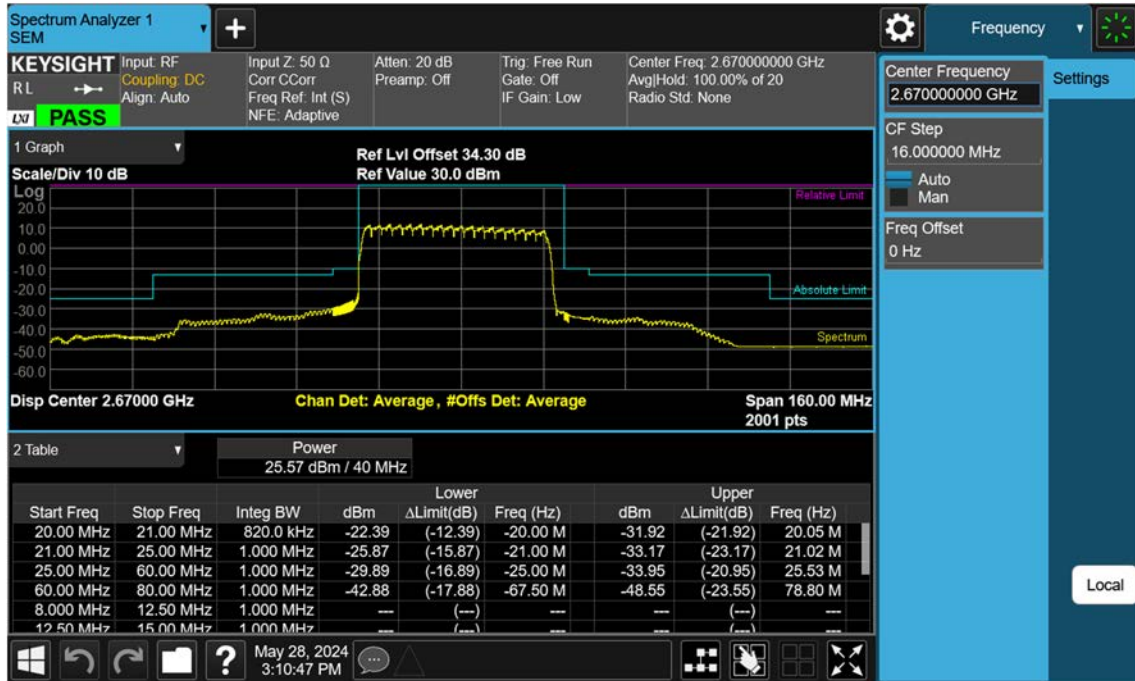 Spectrum Analyzer 1
SEM
Frequency
KEYSIGHT
R L
LXI
PASS
Input: RF
Coupling: DC
Align: Auto
Input Z: 50 Ω
Corr CCorr
Freq Ref: Int (S)
NFE: Adaptive
Atten: 20 dB
Preamp: Off
Trig: Free Run
Gate: Off
IF Gain: Low
Center Freq: 2.670000000 GHz
Avg|Hold: 100.00% of 20
Radio Std: None
Center Frequency
2.670000000 GHz
Settings
CF Step
16.000000 MHz
Auto
Man
Freq Offset
0 Hz
Local
1 Graph
Scale/Div 10 dB
Ref Lvl Offset 34.30 dB
Ref Value 30.0 dBm
Log
20.0
10.0
0.00
-10.0
-20.0
-30.0
-40.0
-50.0
-60.0
Relative Limit
Absolute Limit
Spectrum
Disp Center 2.67000 GHz
Chan Det: Average, #Offs Det: Average
Span 160.00 MHz
2001 pts
2 Table
Power
25.57 dBm / 40 MHz
Lower Upper
Start Freq Stop Freq Integ BW dBm ΔLimit(dB) Freq (Hz) dBm ΔLimit(dB) Freq (Hz)
20.00 MHz 21.00 MHz 820.0 kHz -22.39 (-12.39) -20.00 M -31.92 (-21.92) 20.05 M
21.00 MHz 25.00 MHz 1.000 MHz -25.87 (-15.87) -21.00 M -33.17 (-23.17) 21.02 M
25.00 MHz 60.00 MHz 1.000 MHz -29.89 (-16.89) -25.00 M -33.95 (-20.95) 25.53 M
60.00 MHz 80.00 MHz 1.000 MHz -42.88 (-17.88) -67.50 M -48.55 (-23.55) 78.80 M
8.000 MHz 12.50 MHz 1.000 MHz --- (---) --- --- (---) ---
12.50 MHz 15.00 MHz 1.000 MHz --- (---) --- --- (---) ---
?
May 28, 2024
3:10:47 PM